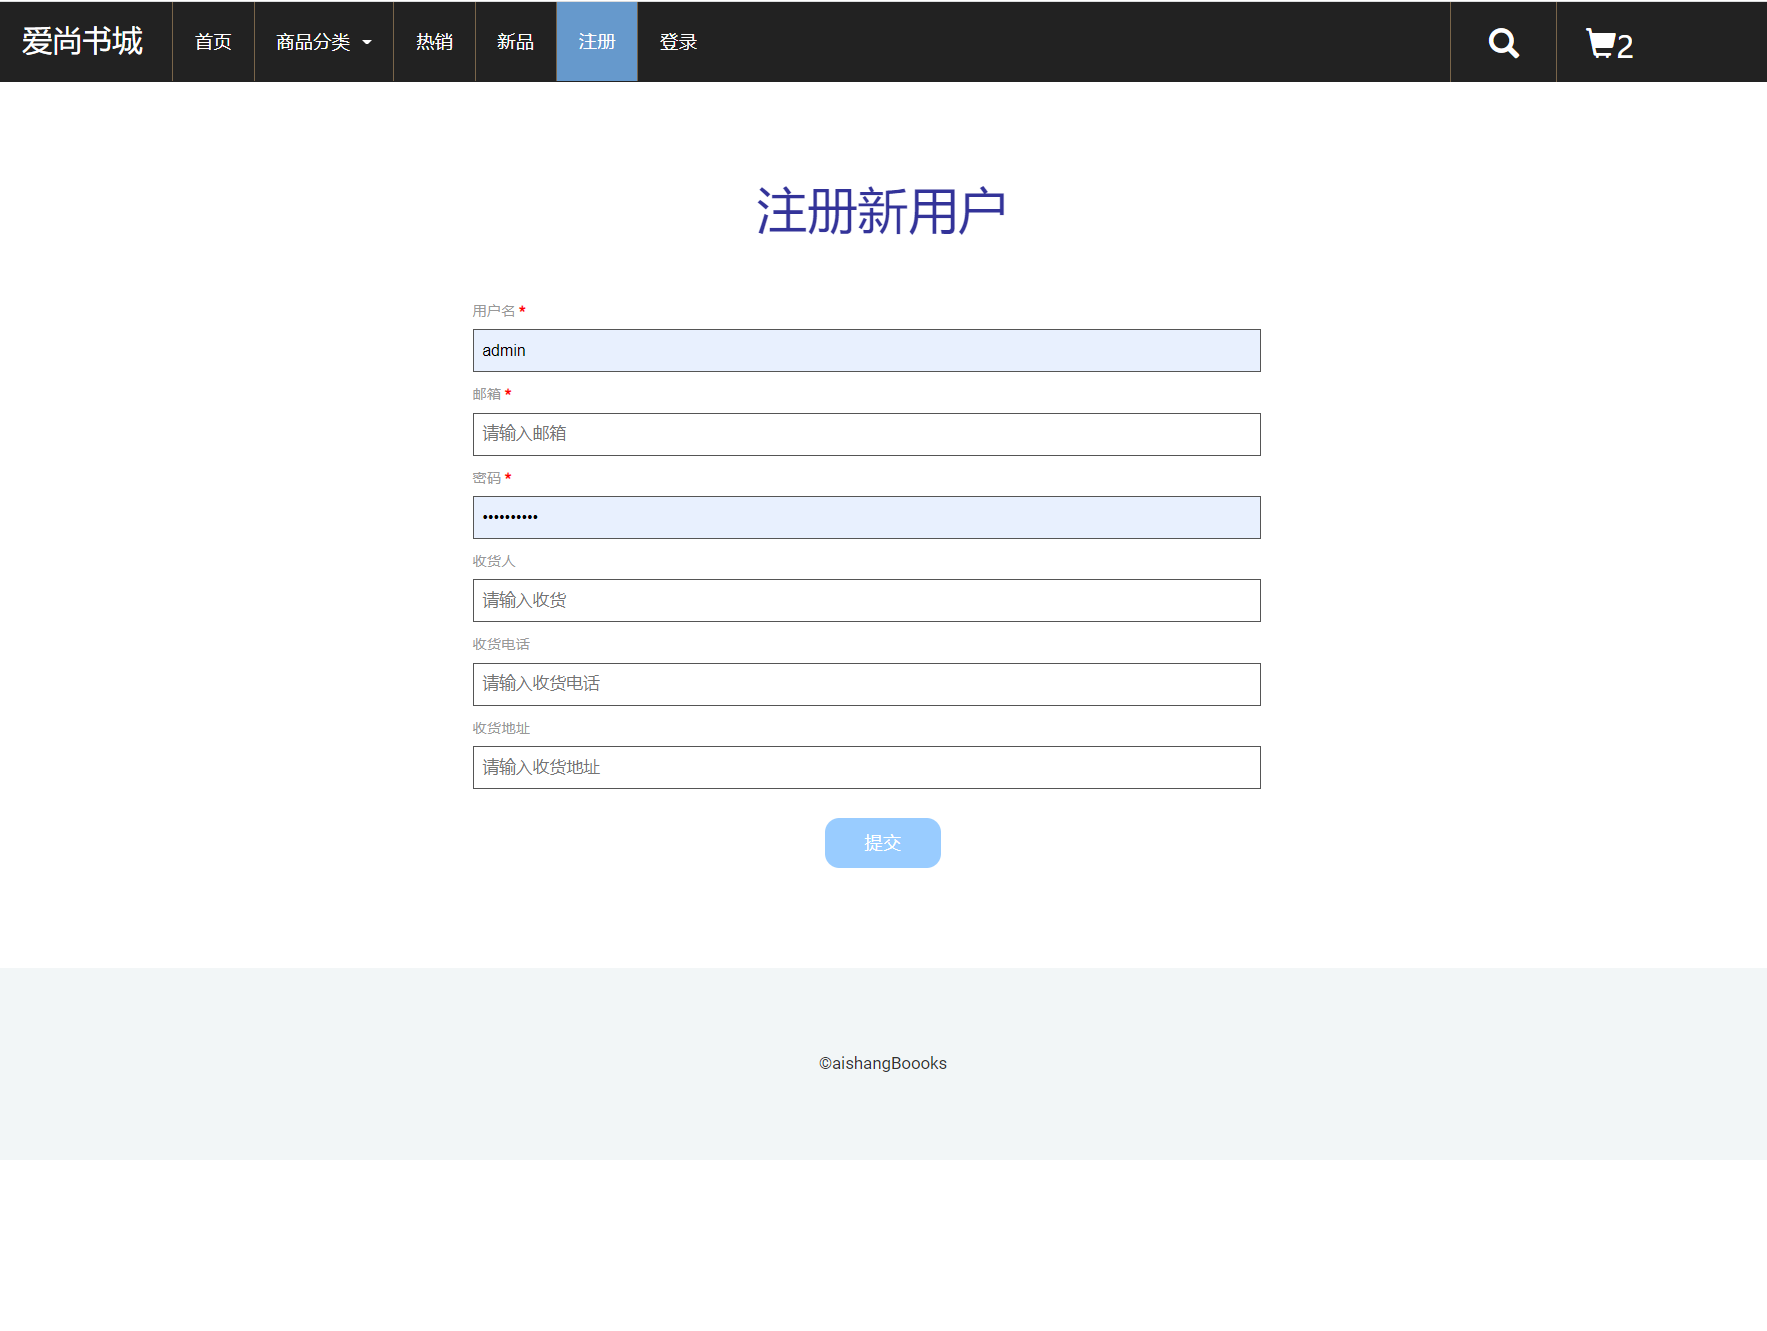 爱尚书城 首页 商品分类 热销 新品 注册 登录 2
注册新用户
用户名 *
admin
邮箱 *
请输入邮箱
密码 *
••••••••••
收货人
请输入收货
收货电话
请输入收货电话
收货地址
请输入收货地址
提交
©aishangBoooks